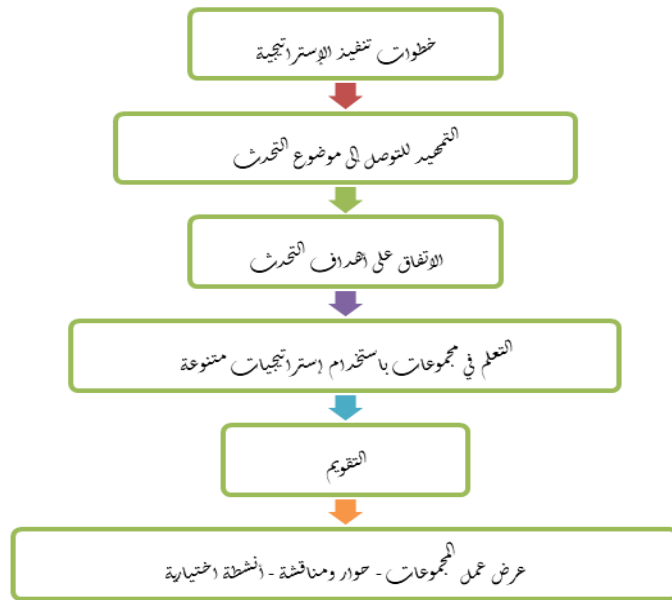 خطوات تنفيذ الإستراتيجية
التمهيد للتوصل إلى موضوع التحدث
الاتفاق على أهداف التحدث
التعلم في مجموعات باستخدام إستراتيجيات متنوعة
التقويم
عرض عمل المجموعات - حوار ومناقشة - أنشطة اختيارية